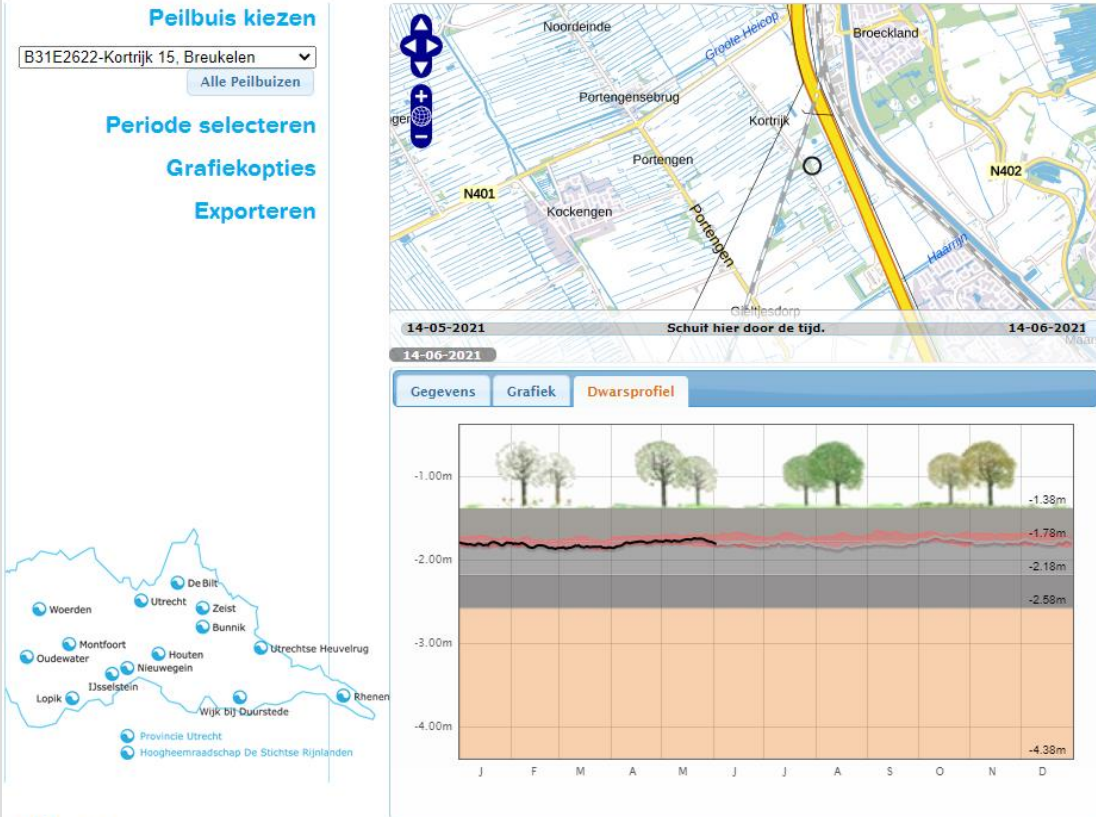 Peilbuis kiezen
B31E2622-Kortrijk 15, Breukelen
Alle Peilbuizen
Periode selecteren
Grafiekopties
Exporteren
De Bilt
Woerden
Utrecht
Zeist
Bunnik
Montfoort
Utrechtse Heuvelrug
Oudewater
Houten
Nieuwegein
IJsselstein
Lopik
Rhenen
Wijk bij Duurstede
Provincie Utrecht
Hoogheemraadschap De Stichtse Rijnlanden
Noordeinde
Groote Heicop
Broeckland
Portengensebrug
Kortrijk
Portengen
N401
N402
Kockengen
Portengen
Haarrijn
Gieltjesdorp
14-05-2021
Schuif hier door de tijd.
14-06-2021
14-06-2021
Gegevens
Grafiek
Dwarsprofiel
-1.00m
-1.38m
-1.78m
-2.00m
-2.18m
-2.58m
-3.00m
-4.00m
-4.38m
J F M A M J J A S O N D